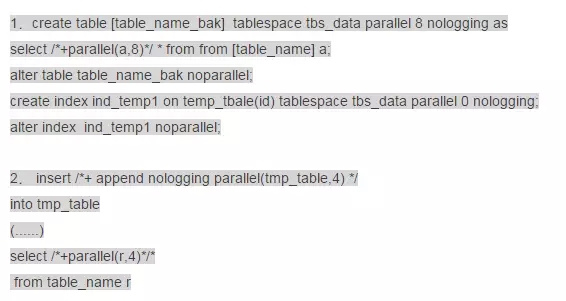 1、create table [table_name_bak]  tablespace tbs_data parallel 8 nologging as
select /*+parallel(a,8)*/ * from from [table_name] a;
alter table table_name_bak noparallel;
create index ind_temp1 on temp_tbale(id) tablespace tbs_data parallel 0 nologging;
alter index  ind_temp1 noparallel;
2、 insert /*+ append nologging parallel(tmp_table,4) */
into tmp_table
(......)
select /*+parallel(r,4)*/*
from table_name r